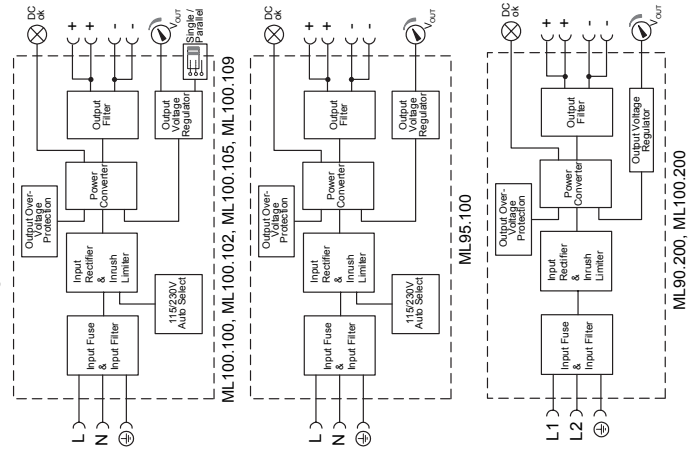 L
N
Input Fuse
&
Input Filter
Input
Rectifier
&
Inrush
Limiter
115/230V
Auto Select
Output Over-
Voltage
Protection
Power
Converter
Output
Filter
Output
Voltage
Regulator
DC
ok
+
+
-
-
VOUT
Single /
Parallel
ML100.100, ML100.102, ML100.105, ML100.109
L
N
Input Fuse
&
Input Filter
Input
Rectifier
&
Inrush
Limiter
115/230V
Auto Select
Output Over-
Voltage
Protection
Power
Converter
Output
Filter
Output
Voltage
Regulator
DC
ok
+
+
-
-
VOUT
ML95.100
L1
L2
Input Fuse
&
Input Filter
Input
Rectifier
&
Inrush
Limiter
Output Over-
Voltage
Protection
Power
Converter
Output
Filter
Output Voltage
Regulator
DC
ok
+
+
-
-
VOUT
ML90.200, ML100.200